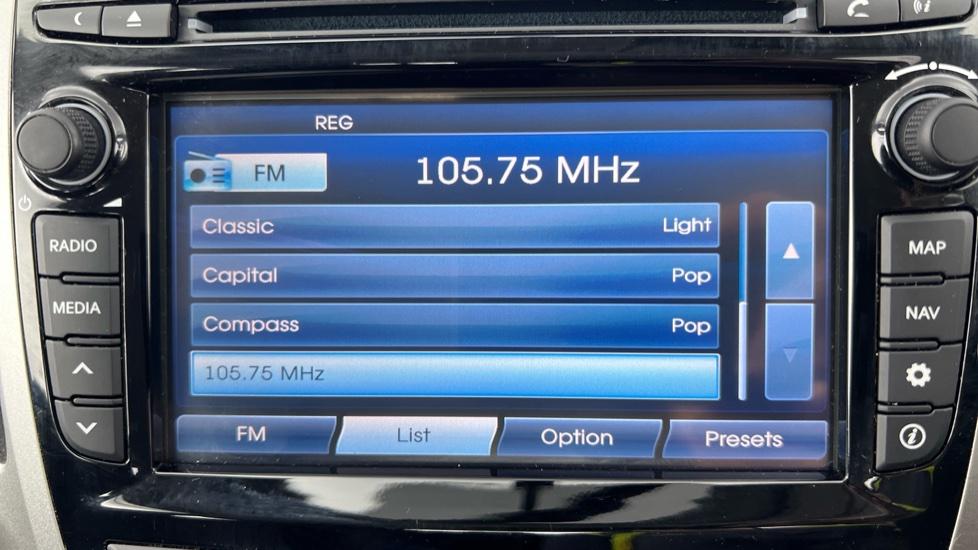 REG
FM 105.75 MHz
Classic Light
Capital Pop
Compass Pop
105.75 MHz
FM List Option Presets
RADIO
MEDIA
MAP
NAV